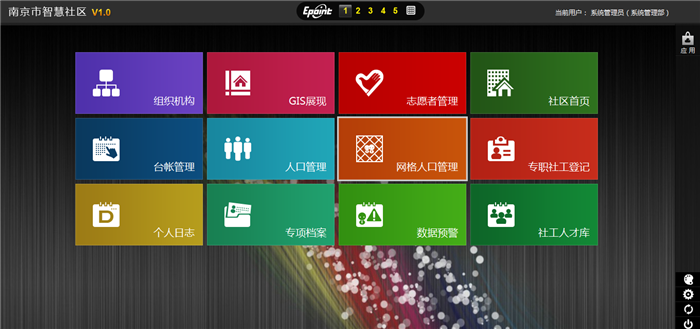 南京市智慧社区 V1.0
Epoint
1 2 3 4 5
当前用户: 系统管理员 ( 系统管理部 )
应用
组织机构
GIS展现
志愿者管理
社区首页
台帐管理
人口管理
网格人口管理
专职社工登记
D
个人日志
专项档案
数据预警
社工人才库